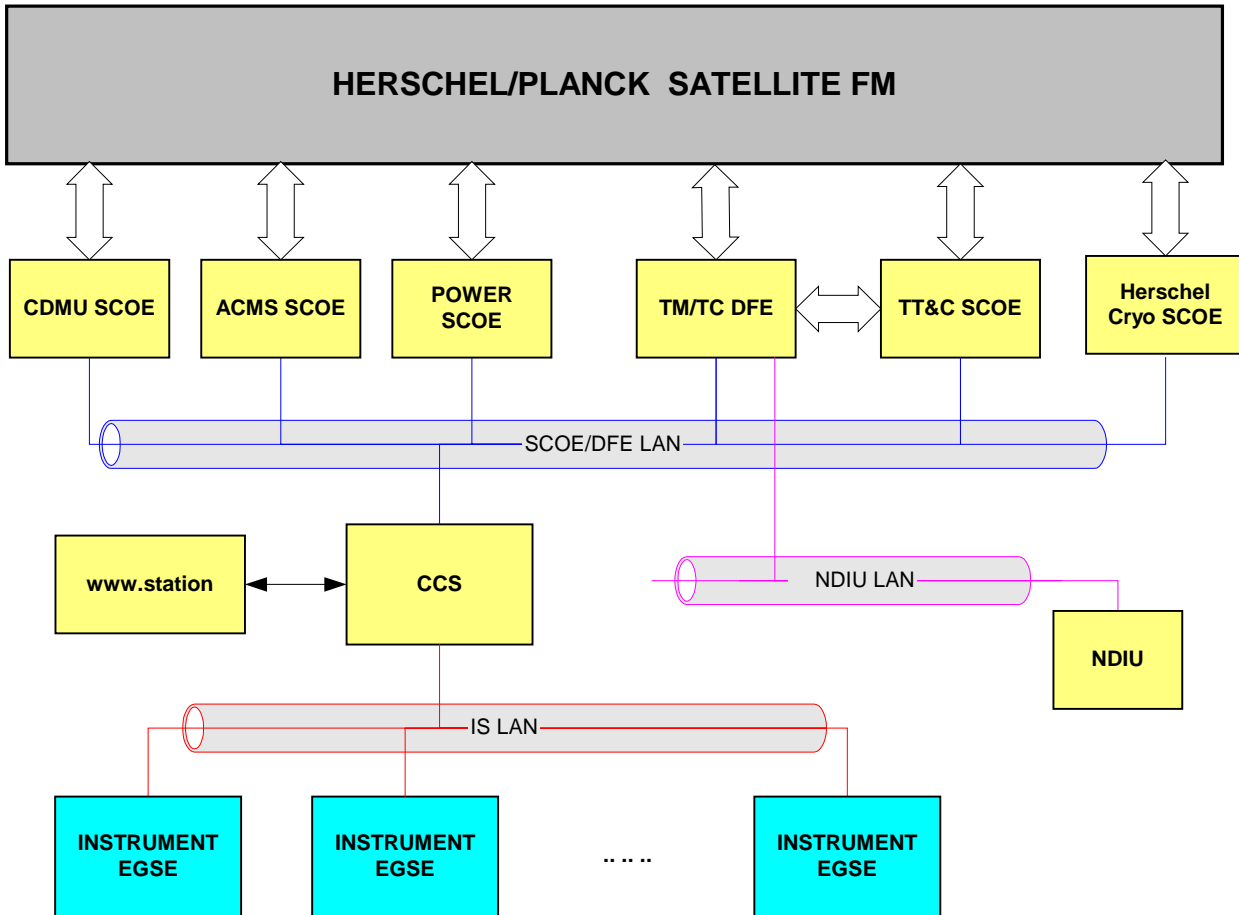 HERSCHEL/PLANCK SATELLITE FM
CDMU SCOE
ACMS SCOE
POWER
SCOE
TM/TC DFE
TT&C SCOE
Herschel
Cryo SCOE
SCOE/DFE LAN
www.station
CCS
NDIU LAN
NDIU
IS LAN
INSTRUMENT
EGSE
INSTRUMENT
EGSE
.. .. ..
INSTRUMENT
EGSE